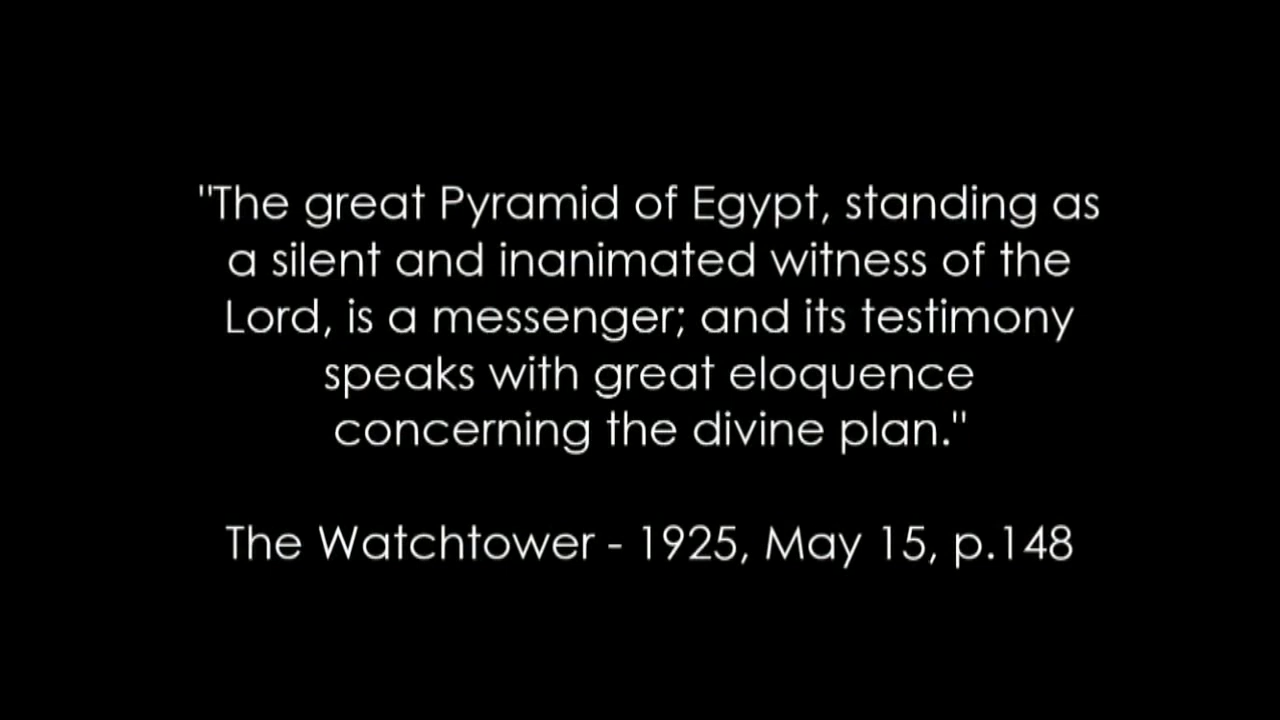 "The great Pyramid of Egypt, standing as
a silent and inanimated witness of the
Lord, is a messenger; and its testimony
speaks with great eloquence
concerning the divine plan."
The Watchtower - 1925, May 15, p.148